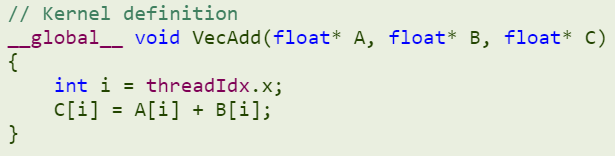 // Kernel definition
__global__ void VecAdd(float* A, float* B, float* C)
{
    int i = threadIdx.x;
    C[i] = A[i] + B[i];
}